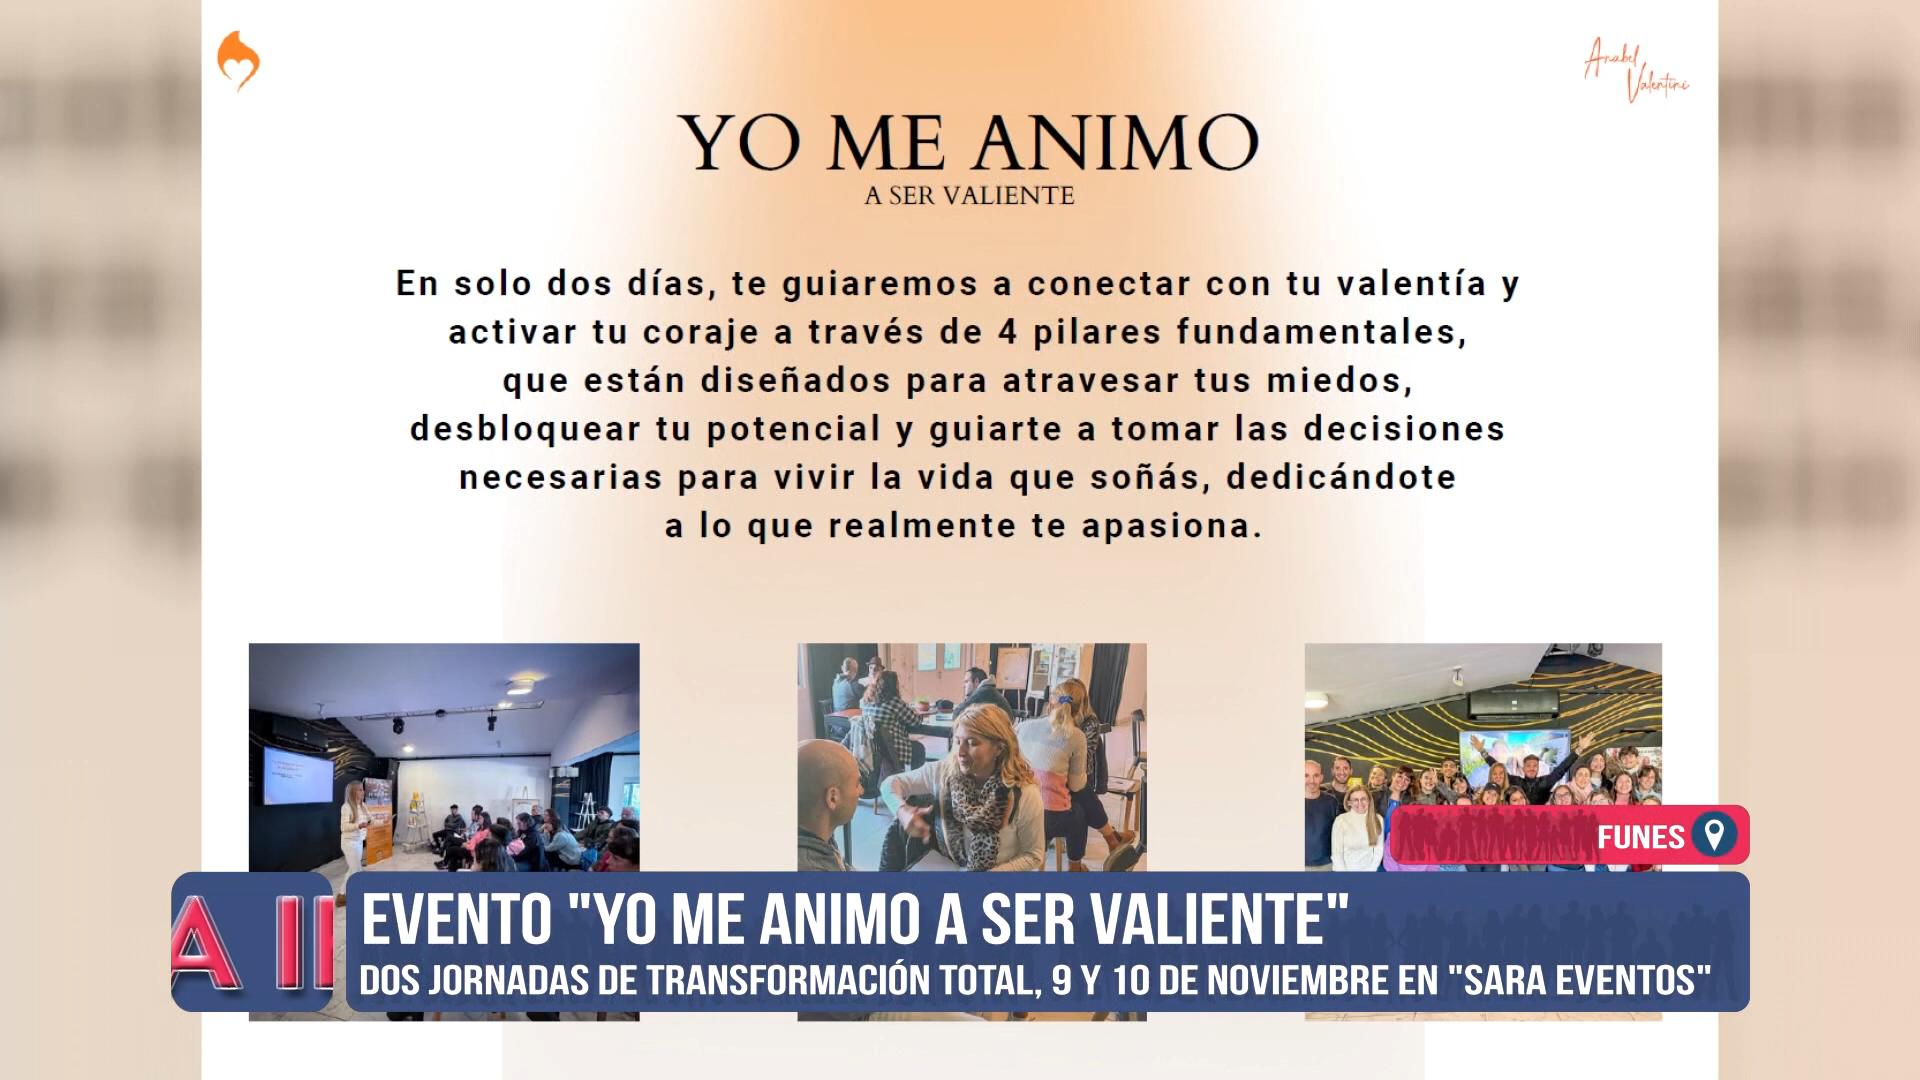 Anabel
Valentini
YO ME ANIMO
A SER VALIENTE
En solo dos días, te guiaremos a conectar con tu valentía y
activar tu coraje a través de 4 pilares fundamentales,
que están diseñados para atravesar tus miedos,
desbloquear tu potencial y guiarte a tomar las decisiones
necesarias para vivir la vida que soñás, dedicándote
a lo que realmente te apasiona.
FUNES
EVENTO "YO ME ANIMO A SER VALIENTE"
DOS JORNADAS DE TRANSFORMACIÓN TOTAL, 9 Y 10 DE NOVIEMBRE EN "SARA EVENTOS"